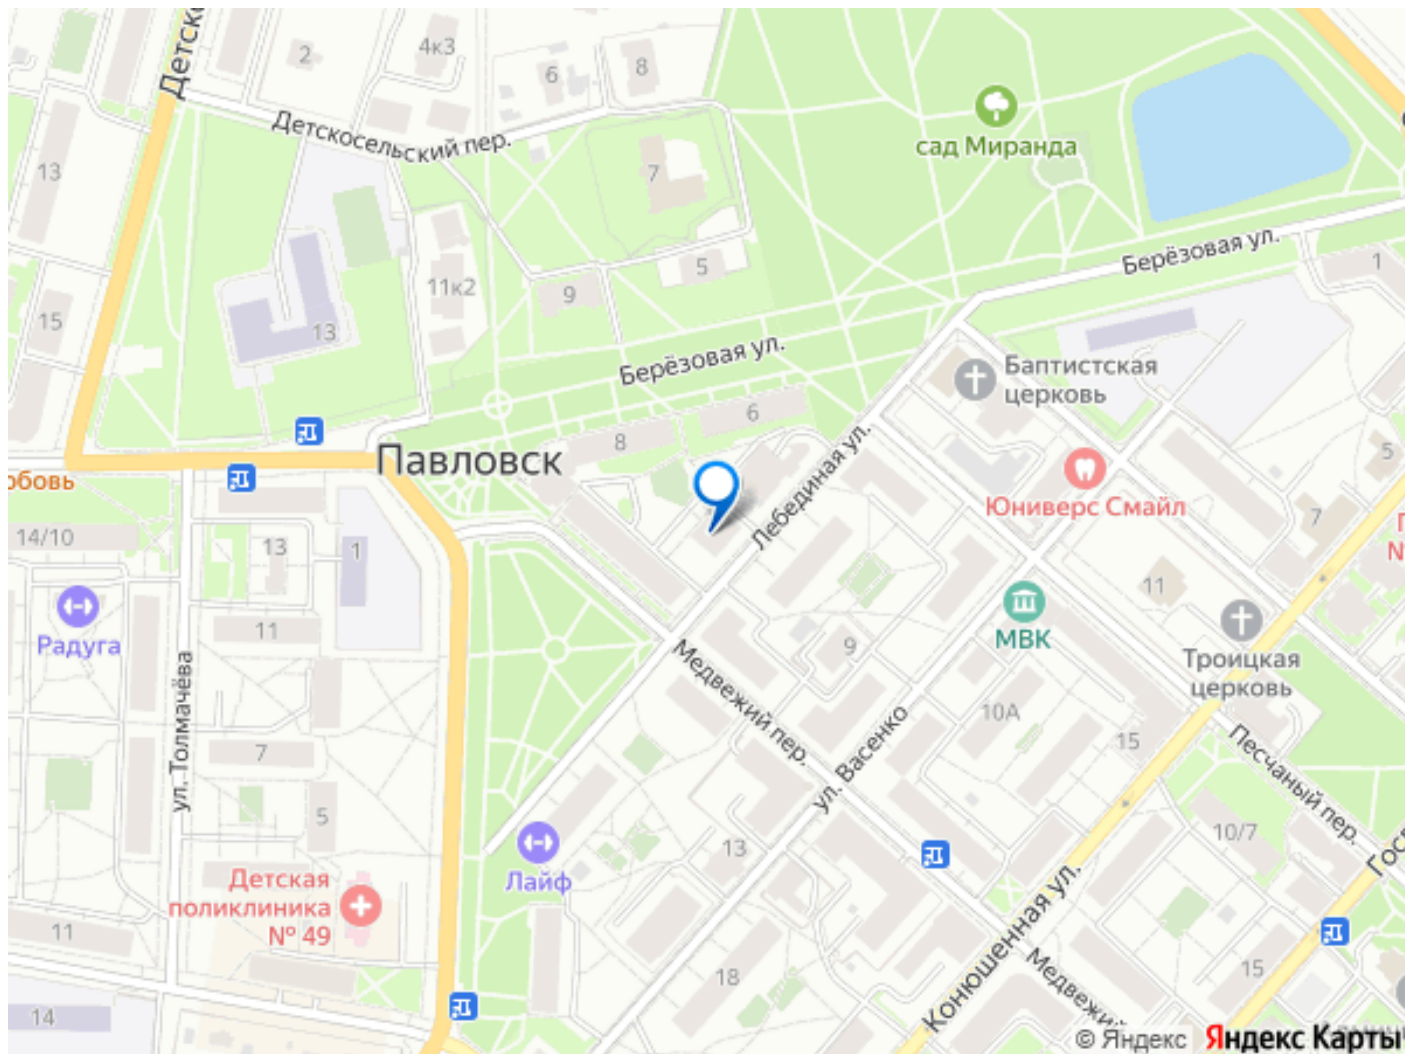 Детско
2
4к3
6
8
Детскосельский пер.
сад Миранда
13
7
Берёзовая ул.
1
5
11к2
9
15
13
Берёзовая ул.
Баптистская
церковь
6
8
Лебединая ул.
5
Павловск
Юниверс Смайл
обовь
7
14/10
13
1
11
МВК
Радуга
11
9
Троицкая
церковь
Медвежий пер.
10А
15
ул. Толмачёва
7
ул. Васенко
Песчаный пер.
5
13
10/7
Гос
Лайф
Детская
поликлиника
№ 49
Конюшенная ул.
11
18
15
Медвежий
14
© Яндекс
Яндекс Карты